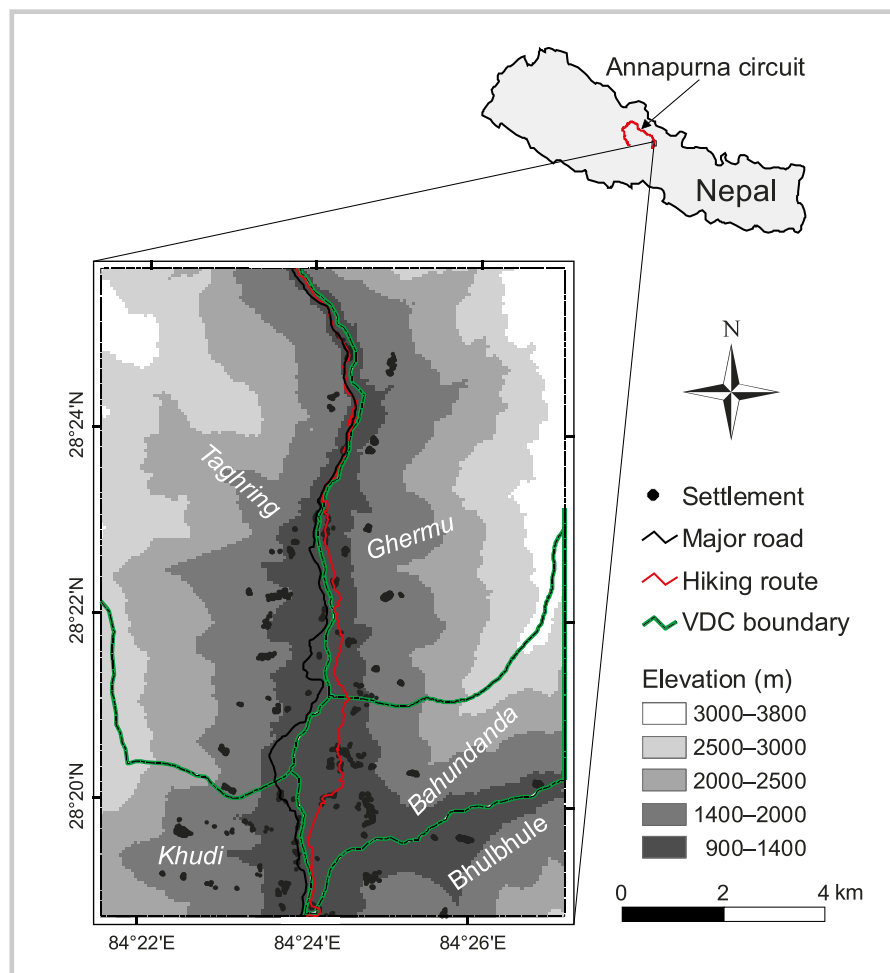 Annapurna circuit
Nepal
N
28°24'N
28°22'N
28°20'N
Taghring
Ghermu
Bahundanda
Khudi
Bhulbhule
84°22'E
84°24'E
84°26'E
Settlement
Major road
Hiking route
VDC boundary
Elevation (m)
3000–3800
2500–3000
2000–2500
1400–2000
900–1400
0 2 4 km